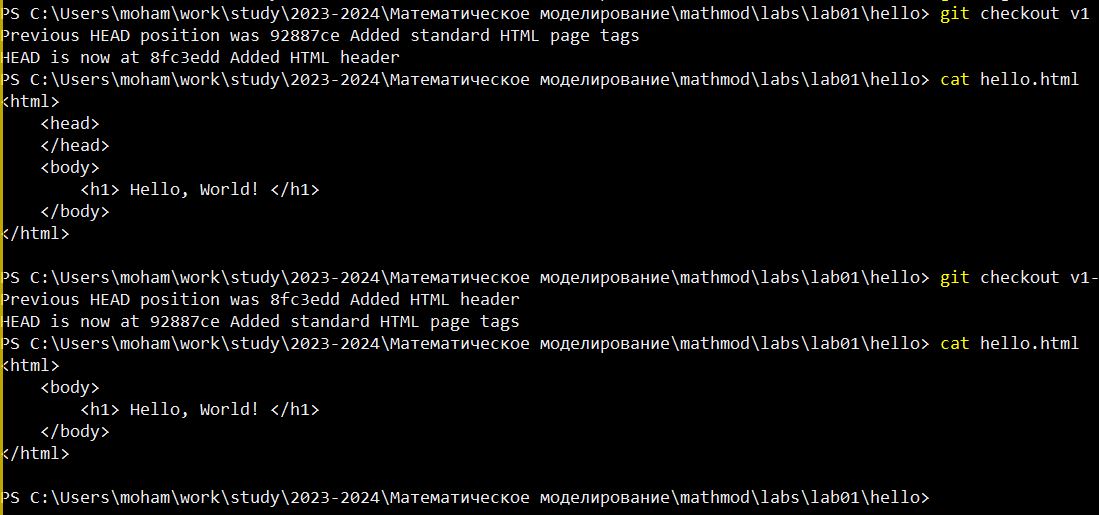 PS C:\Users\moham\work\study\2023-2024\Математическое моделирование\mathmod\labs\lab01\hello> git checkout v1
Previous HEAD position was 92887ce Added standard HTML page tags
HEAD is now at 8fc3edd Added HTML header
PS C:\Users\moham\work\study\2023-2024\Математическое моделирование\mathmod\labs\lab01\hello> cat hello.html
<html>
    <head>
    </head>
    <body>
        <h1> Hello, World! </h1>
    </body>
</html>

PS C:\Users\moham\work\study\2023-2024\Математическое моделирование\mathmod\labs\lab01\hello> git checkout v1-
Previous HEAD position was 8fc3edd Added HTML header
HEAD is now at 92887ce Added standard HTML page tags
PS C:\Users\moham\work\study\2023-2024\Математическое моделирование\mathmod\labs\lab01\hello> cat hello.html
<html>
    <body>
        <h1> Hello, World! </h1>
    </body>
</html>

PS C:\Users\moham\work\study\2023-2024\Математическое моделирование\mathmod\labs\lab01\hello>